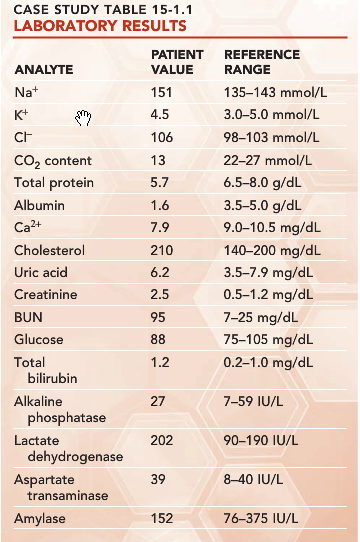 CASE STUDY TABLE 15-1.1
LABORATORY RESULTS
ANALYTE PATIENT VALUE REFERENCE RANGE
Na⁺ 151 135–143 mmol/L
K⁺ 4.5 3.0–5.0 mmol/L
Cl⁻ 106 98–103 mmol/L
CO₂ content 13 22–27 mmol/L
Total protein 5.7 6.5–8.0 g/dL
Albumin 1.6 3.5–5.0 g/dL
Ca²⁺ 7.9 9.0–10.5 mg/dL
Cholesterol 210 140–200 mg/dL
Uric acid 6.2 3.5–7.9 mg/dL
Creatinine 2.5 0.5–1.2 mg/dL
BUN 95 7–25 mg/dL
Glucose 88 75–105 mg/dL
Total 1.2 0.2–1.0 mg/dL
bilirubin
Alkaline 27 7–59 IU/L
phosphatase
Lactate 202 90–190 IU/L
dehydrogenase
Aspartate 39 8–40 IU/L
transaminase
Amylase 152 76–375 IU/L